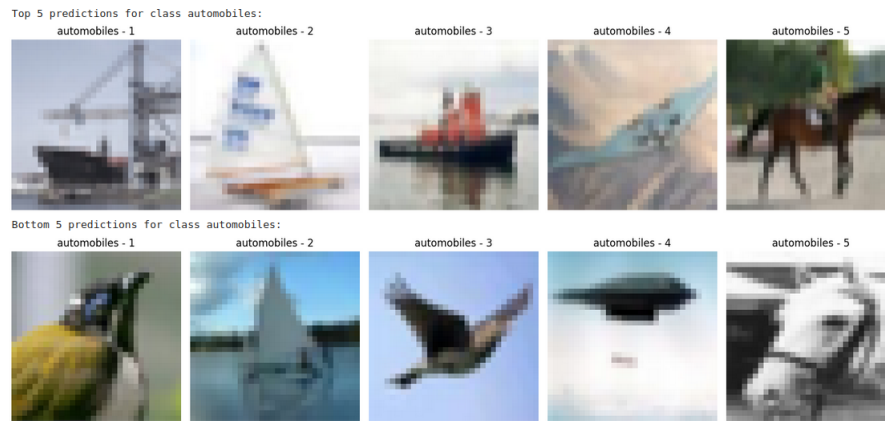 Top 5 predictions for class automobiles:
automobiles - 1
automobiles - 2
automobiles - 3
automobiles - 4
automobiles - 5
Bottom 5 predictions for class automobiles:
automobiles - 1
automobiles - 2
automobiles - 3
automobiles - 4
automobiles - 5